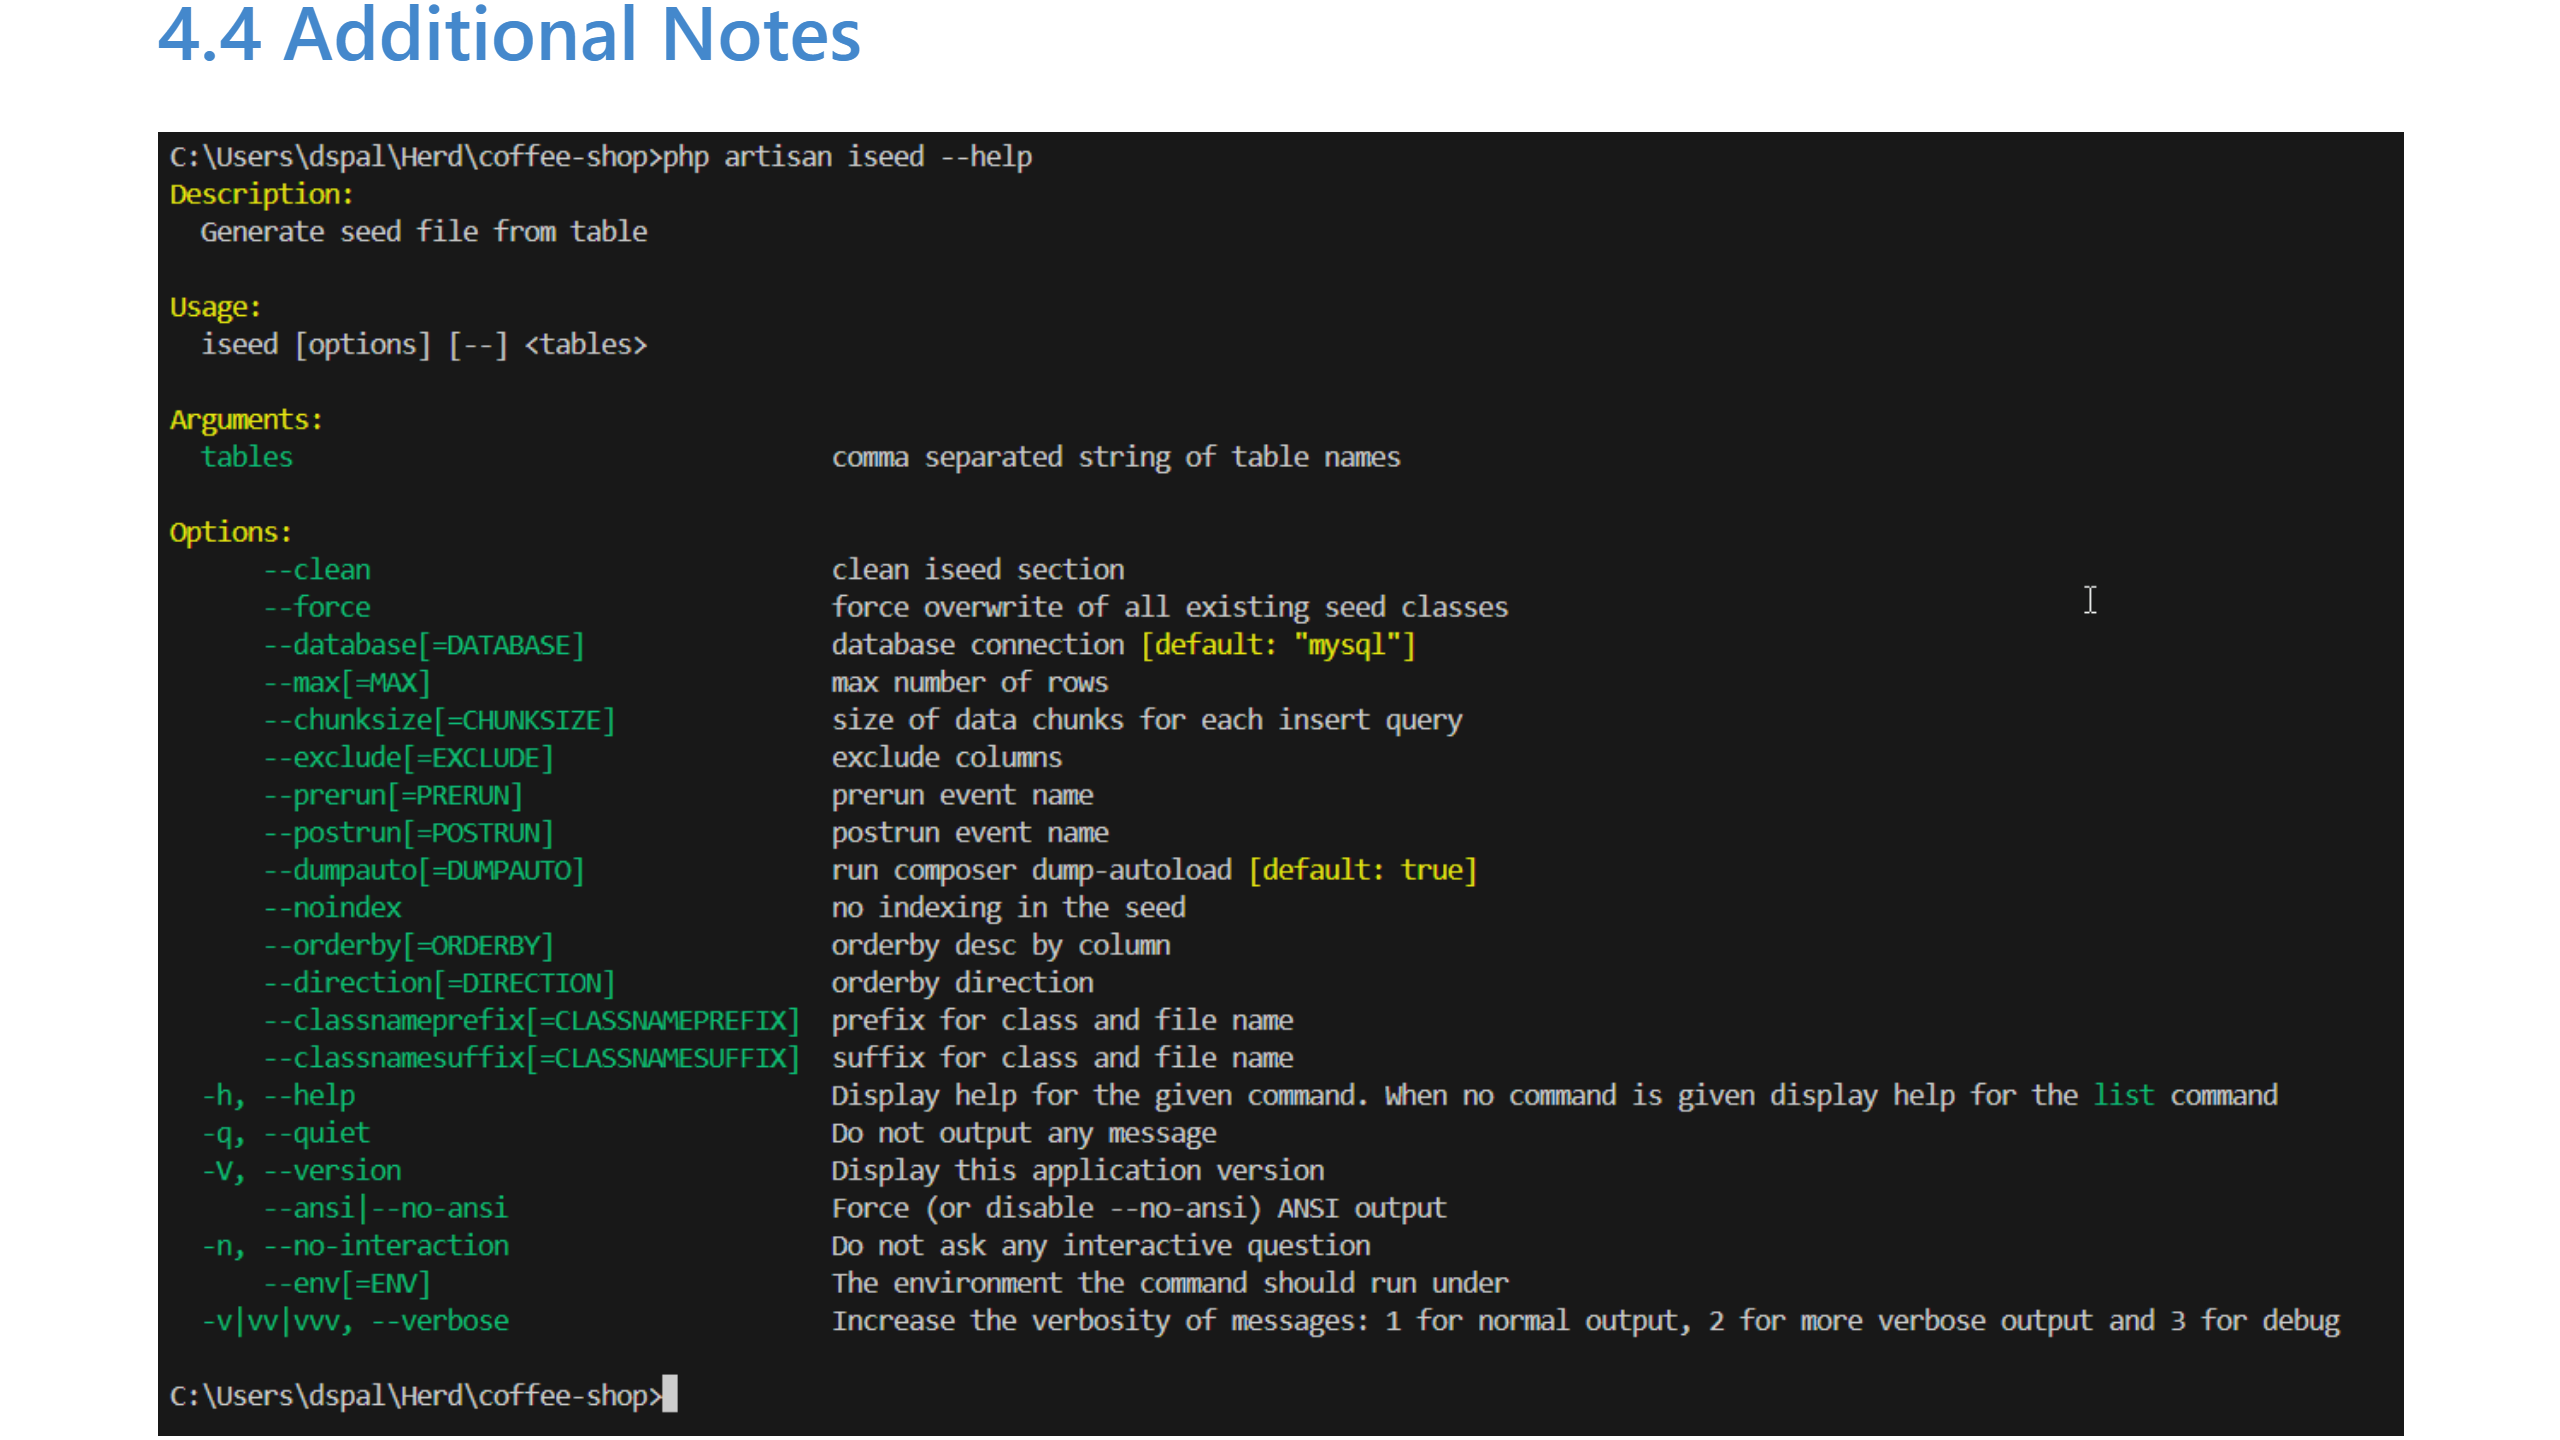 4.4 Additional Notes
C:\Users\dspal\Herd\coffee-shop>php artisan iseed --help
Description:
  Generate seed file from table
Usage:
  iseed [options] [--] <tables>
Arguments:
  tables                                   comma separated string of table names
Options:
      --clean                              clean iseed section
      --force                              force overwrite of all existing seed classes
      --database[=DATABASE]                database connection [default: "mysql"]
      --max[=MAX]                          max number of rows
      --chunksize[=CHUNKSIZE]              size of data chunks for each insert query
      --exclude[=EXCLUDE]                  exclude columns
      --prerun[=PRERUN]                    prerun event name
      --postrun[=POSTRUN]                  postrun event name
      --dumpauto[=DUMPAUTO]                run composer dump-autoload [default: true]
      --noindex                            no indexing in the seed
      --orderby[=ORDERBY]                  orderby desc by column
      --direction[=DIRECTION]              orderby direction
      --classnameprefix[=CLASSNAMEPREFIX]  prefix for class and file name
      --classnamesuffix[=CLASSNAMESUFFIX]  suffix for class and file name
  -h, --help                               Display help for the given command. When no command is given display help for the list command
  -q, --quiet                              Do not output any message
  -V, --version                            Display this application version
      --ansi|--no-ansi                     Force (or disable --no-ansi) ANSI output
  -n, --no-interaction                     Do not ask any interactive question
      --env[=ENV]                          The environment the command should run under
  -v|vv|vvv, --verbose                     Increase the verbosity of messages: 1 for normal output, 2 for more verbose output and 3 for debug
C:\Users\dspal\Herd\coffee-shop>